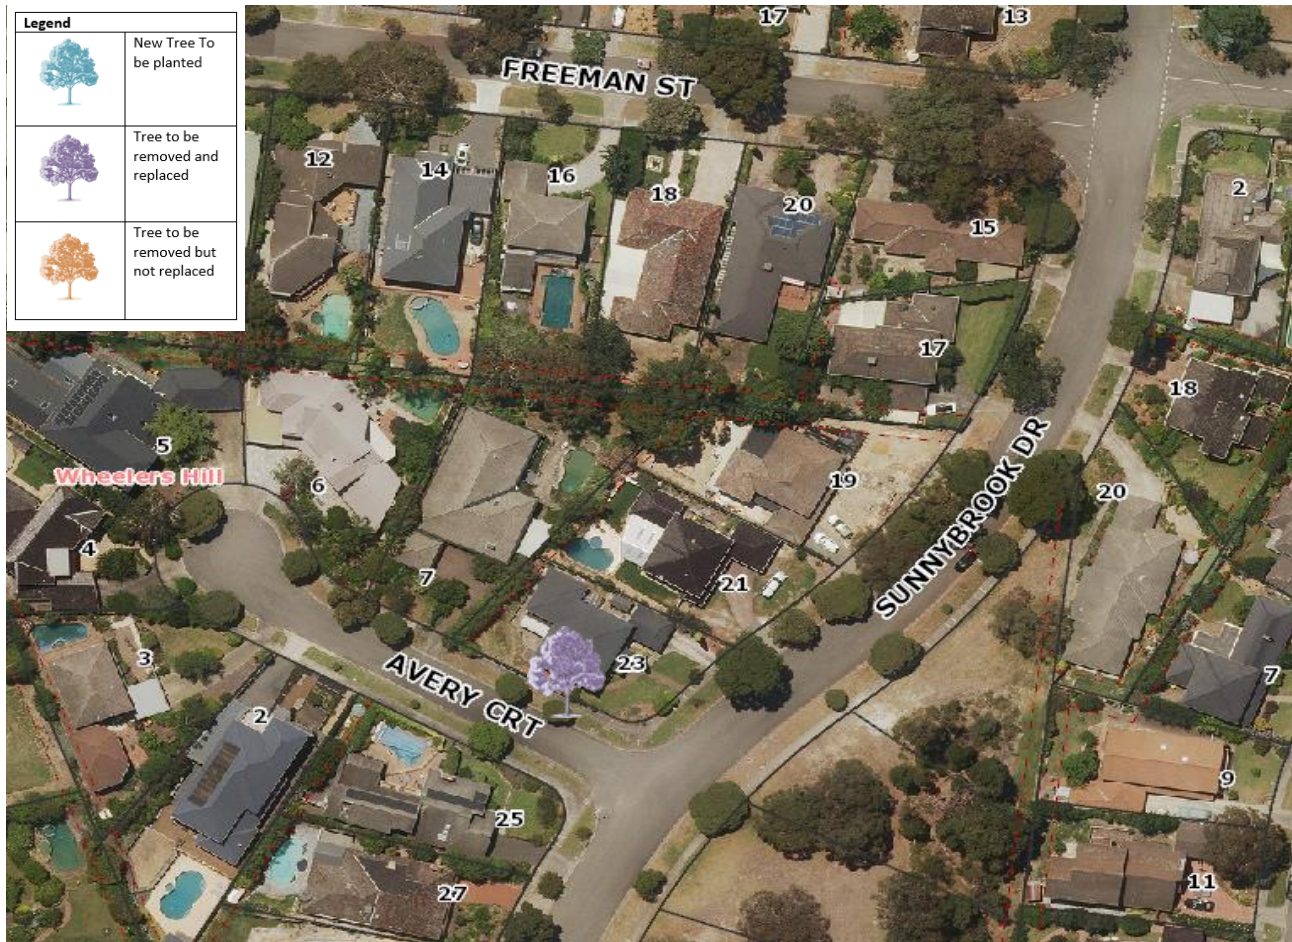 Legend
New Tree To
be planted
Tree to be
removed and
replaced
Tree to be
removed but
not replaced
17
13
FREEMAN ST
12
14
16
18
20
15
2
17
18
5
Wheelers Hill
6
19
20
4
7
21
SUNNYBROOK DR
3
23
7
AVERY CRT
2
9
25
27
11